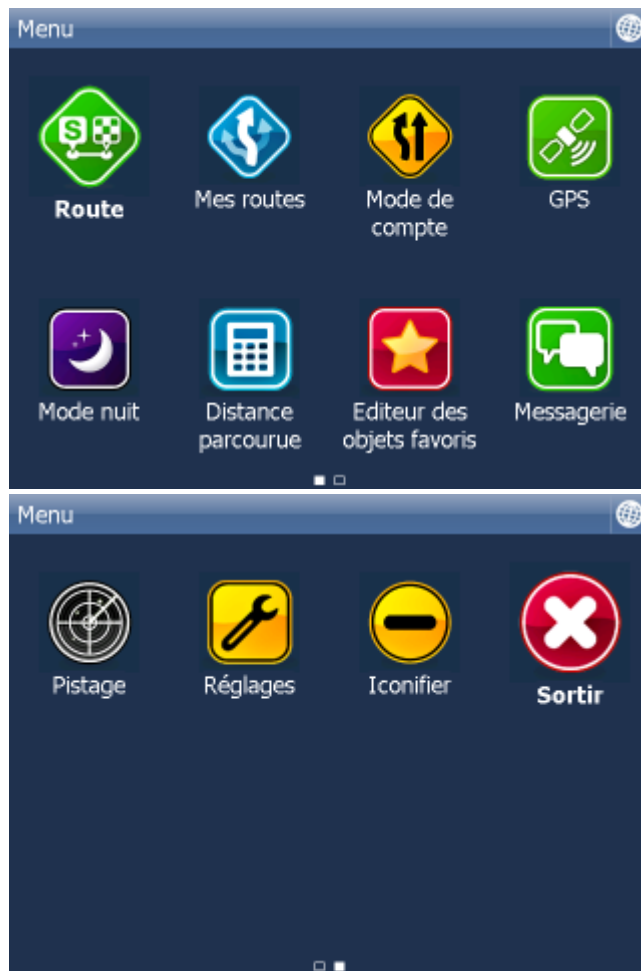 Menu
S
Route
Mes routes
Mode de
compte
GPS
Mode nuit
Distance
parcourue
Editeur des
objets favoris
Messagerie
Menu
Pistage
Réglages
Iconifier
Sortir